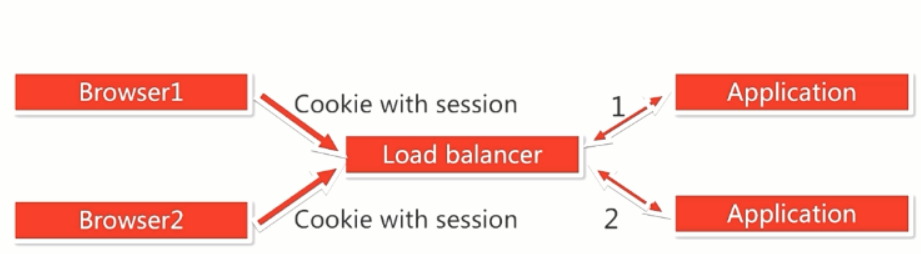 Browser1
Cookie with session
1
Application
Load balancer
Browser2
Cookie with session
2
Application